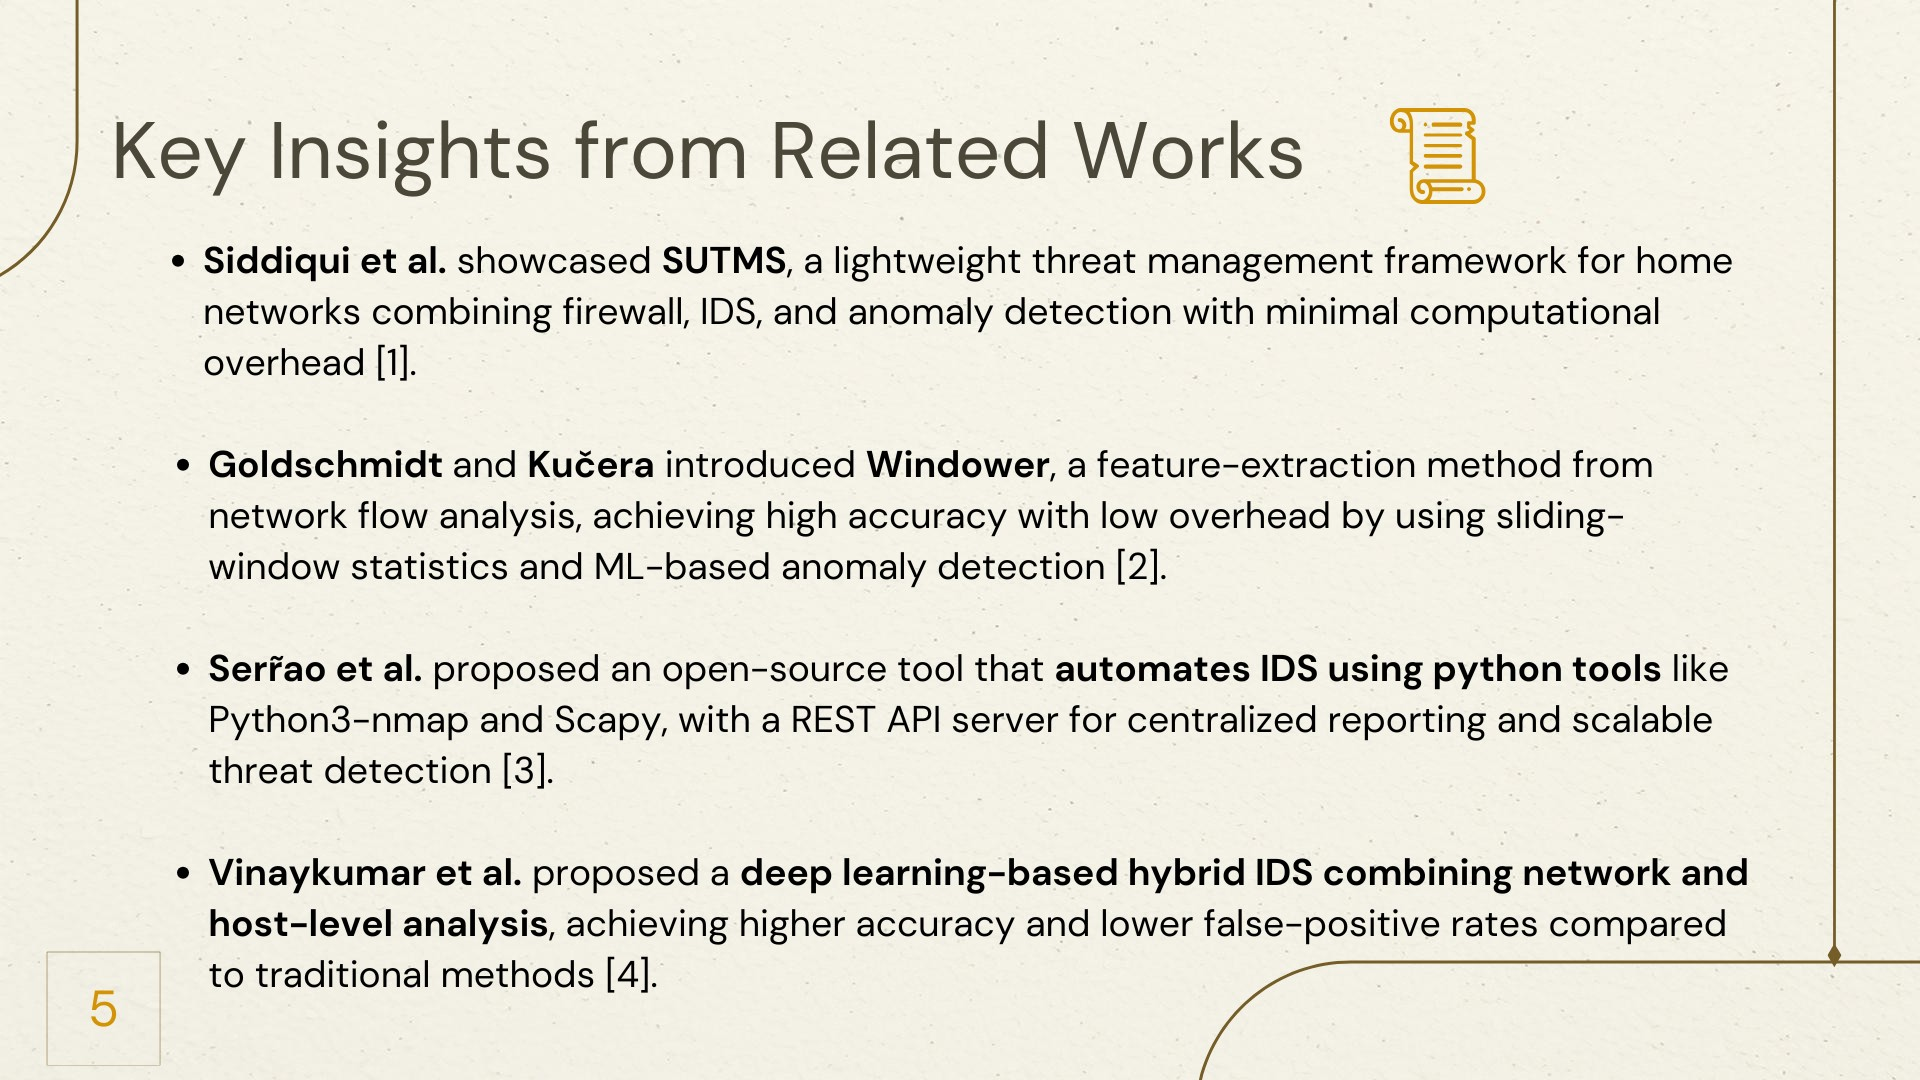 Key Insights from Related Works
• Siddiqui et al. showcased SUTMS, a lightweight threat management framework for home
networks combining firewall, IDS, and anomaly detection with minimal computational
overhead [1].
• Goldschmidt and Kučera introduced Windower, a feature-extraction method from
network flow analysis, achieving high accuracy with low overhead by using sliding-
window statistics and ML-based anomaly detection [2].
• Serr̃ao et al. proposed an open-source tool that automates IDS using python tools like
Python3-nmap and Scapy, with a REST API server for centralized reporting and scalable
threat detection [3].
• Vinaykumar et al. proposed a deep learning-based hybrid IDS combining network and
host-level analysis, achieving higher accuracy and lower false-positive rates compared
to traditional methods [4].
5